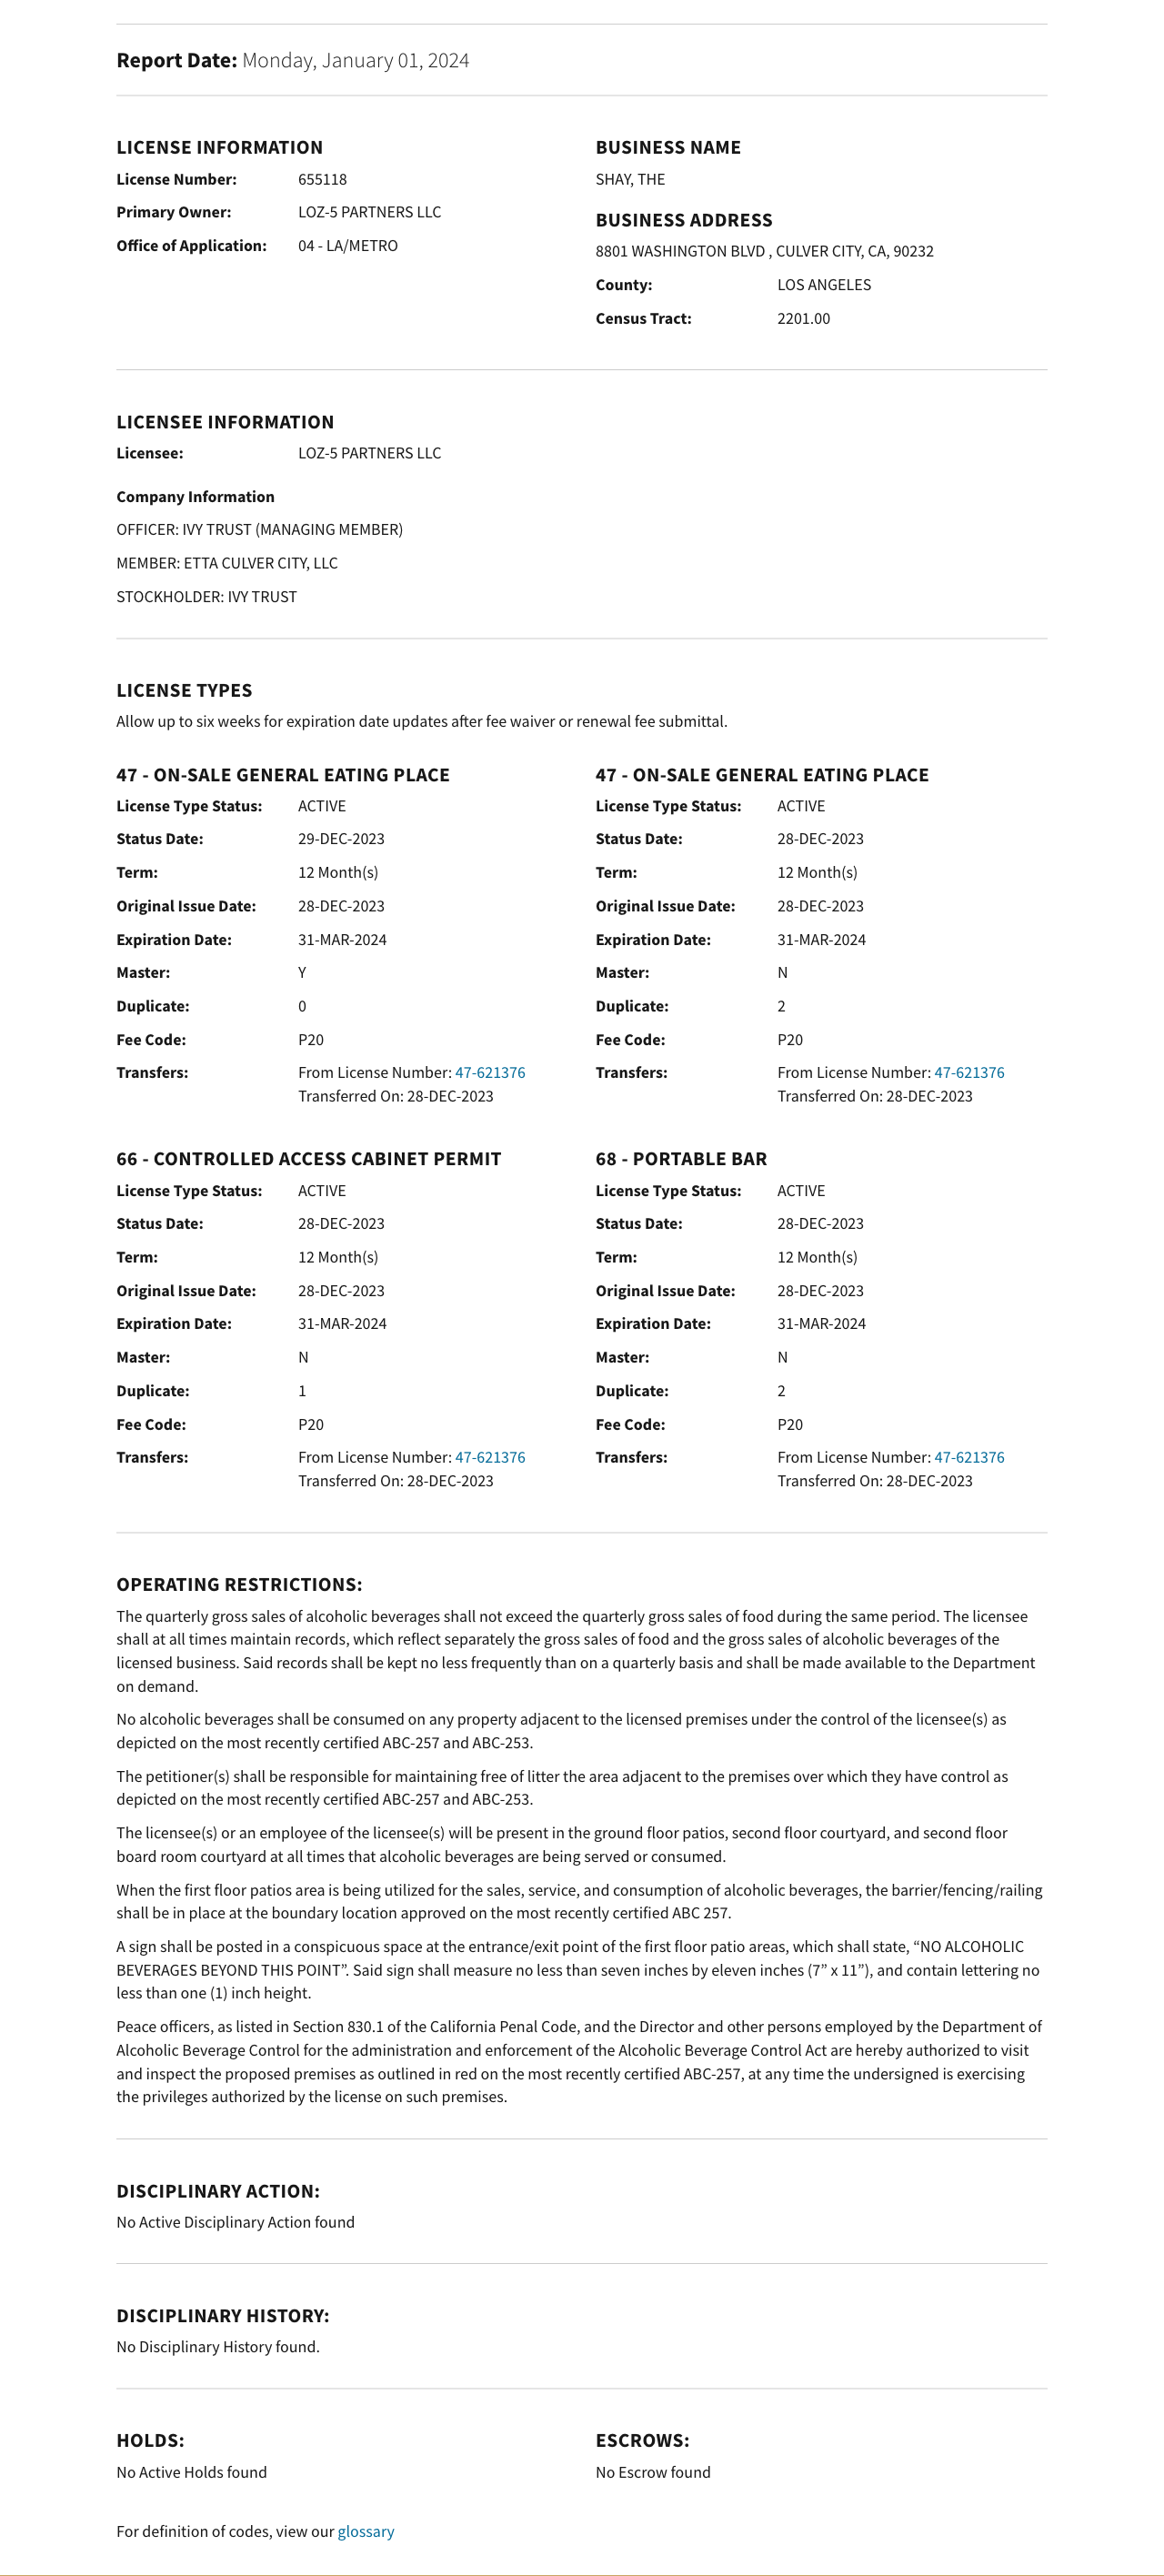 Report Date: Monday, January 01, 2024
LICENSE INFORMATION
License Number: 655118
Primary Owner: LOZ-5 PARTNERS LLC
Office of Application: 04 - LA/METRO
BUSINESS NAME
SHAY, THE
BUSINESS ADDRESS
8801 WASHINGTON BLVD , CULVER CITY, CA, 90232
County: LOS ANGELES
Census Tract: 2201.00
LICENSEE INFORMATION
Licensee: LOZ-5 PARTNERS LLC
Company Information
OFFICER: IVY TRUST (MANAGING MEMBER)
MEMBER: ETTA CULVER CITY, LLC
STOCKHOLDER: IVY TRUST
LICENSE TYPES
Allow up to six weeks for expiration date updates after fee waiver or renewal fee submittal.
47 - ON-SALE GENERAL EATING PLACE
License Type Status: ACTIVE
Status Date: 29-DEC-2023
Term: 12 Month(s)
Original Issue Date: 28-DEC-2023
Expiration Date: 31-MAR-2024
Master: Y
Duplicate: 0
Fee Code: P20
Transfers: From License Number: 47-621376
Transferred On: 28-DEC-2023
47 - ON-SALE GENERAL EATING PLACE
License Type Status: ACTIVE
Status Date: 28-DEC-2023
Term: 12 Month(s)
Original Issue Date: 28-DEC-2023
Expiration Date: 31-MAR-2024
Master: N
Duplicate: 2
Fee Code: P20
Transfers: From License Number: 47-621376
Transferred On: 28-DEC-2023
66 - CONTROLLED ACCESS CABINET PERMIT
License Type Status: ACTIVE
Status Date: 28-DEC-2023
Term: 12 Month(s)
Original Issue Date: 28-DEC-2023
Expiration Date: 31-MAR-2024
Master: N
Duplicate: 1
Fee Code: P20
Transfers: From License Number: 47-621376
Transferred On: 28-DEC-2023
68 - PORTABLE BAR
License Type Status: ACTIVE
Status Date: 28-DEC-2023
Term: 12 Month(s)
Original Issue Date: 28-DEC-2023
Expiration Date: 31-MAR-2024
Master: N
Duplicate: 2
Fee Code: P20
Transfers: From License Number: 47-621376
Transferred On: 28-DEC-2023
OPERATING RESTRICTIONS:
The quarterly gross sales of alcoholic beverages shall not exceed the quarterly gross sales of food during the same period. The licensee
shall at all times maintain records, which reflect separately the gross sales of food and the gross sales of alcoholic beverages of the
licensed business. Said records shall be kept no less frequently than on a quarterly basis and shall be made available to the Department
on demand.
No alcoholic beverages shall be consumed on any property adjacent to the licensed premises under the control of the licensee(s) as
depicted on the most recently certified ABC-257 and ABC-253.
The petitioner(s) shall be responsible for maintaining free of litter the area adjacent to the premises over which they have control as
depicted on the most recently certified ABC-257 and ABC-253.
The licensee(s) or an employee of the licensee(s) will be present in the ground floor patios, second floor courtyard, and second floor
board room courtyard at all times that alcoholic beverages are being served or consumed.
When the first floor patios area is being utilized for the sales, service, and consumption of alcoholic beverages, the barrier/fencing/railing
shall be in place at the boundary location approved on the most recently certified ABC 257.
A sign shall be posted in a conspicuous space at the entrance/exit point of the first floor patio areas, which shall state, “NO ALCOHOLIC
BEVERAGES BEYOND THIS POINT”. Said sign shall measure no less than seven inches by eleven inches (7” x 11”), and contain lettering no
less than one (1) inch height.
Peace officers, as listed in Section 830.1 of the California Penal Code, and the Director and other persons employed by the Department of
Alcoholic Beverage Control for the administration and enforcement of the Alcoholic Beverage Control Act are hereby authorized to visit
and inspect the proposed premises as outlined in red on the most recently certified ABC-257, at any time the undersigned is exercising
the privileges authorized by the license on such premises.
DISCIPLINARY ACTION:
No Active Disciplinary Action found
DISCIPLINARY HISTORY:
No Disciplinary History found.
HOLDS:
No Active Holds found
ESCROWS:
No Escrow found
For definition of codes, view our glossary